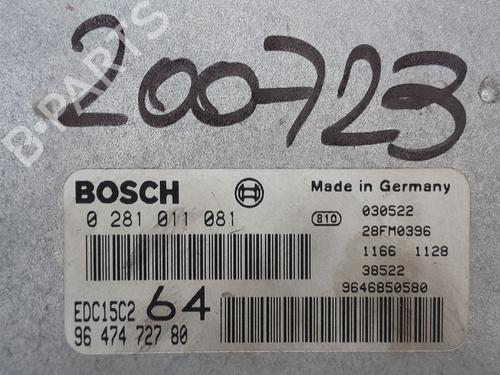 200723
B-PARTS
BOSCH
Made in Germany
0 281 011 081
810
030522
28FM0396
1166 1128
38522
9646850580
EDC15C2 64
96 474 727 80